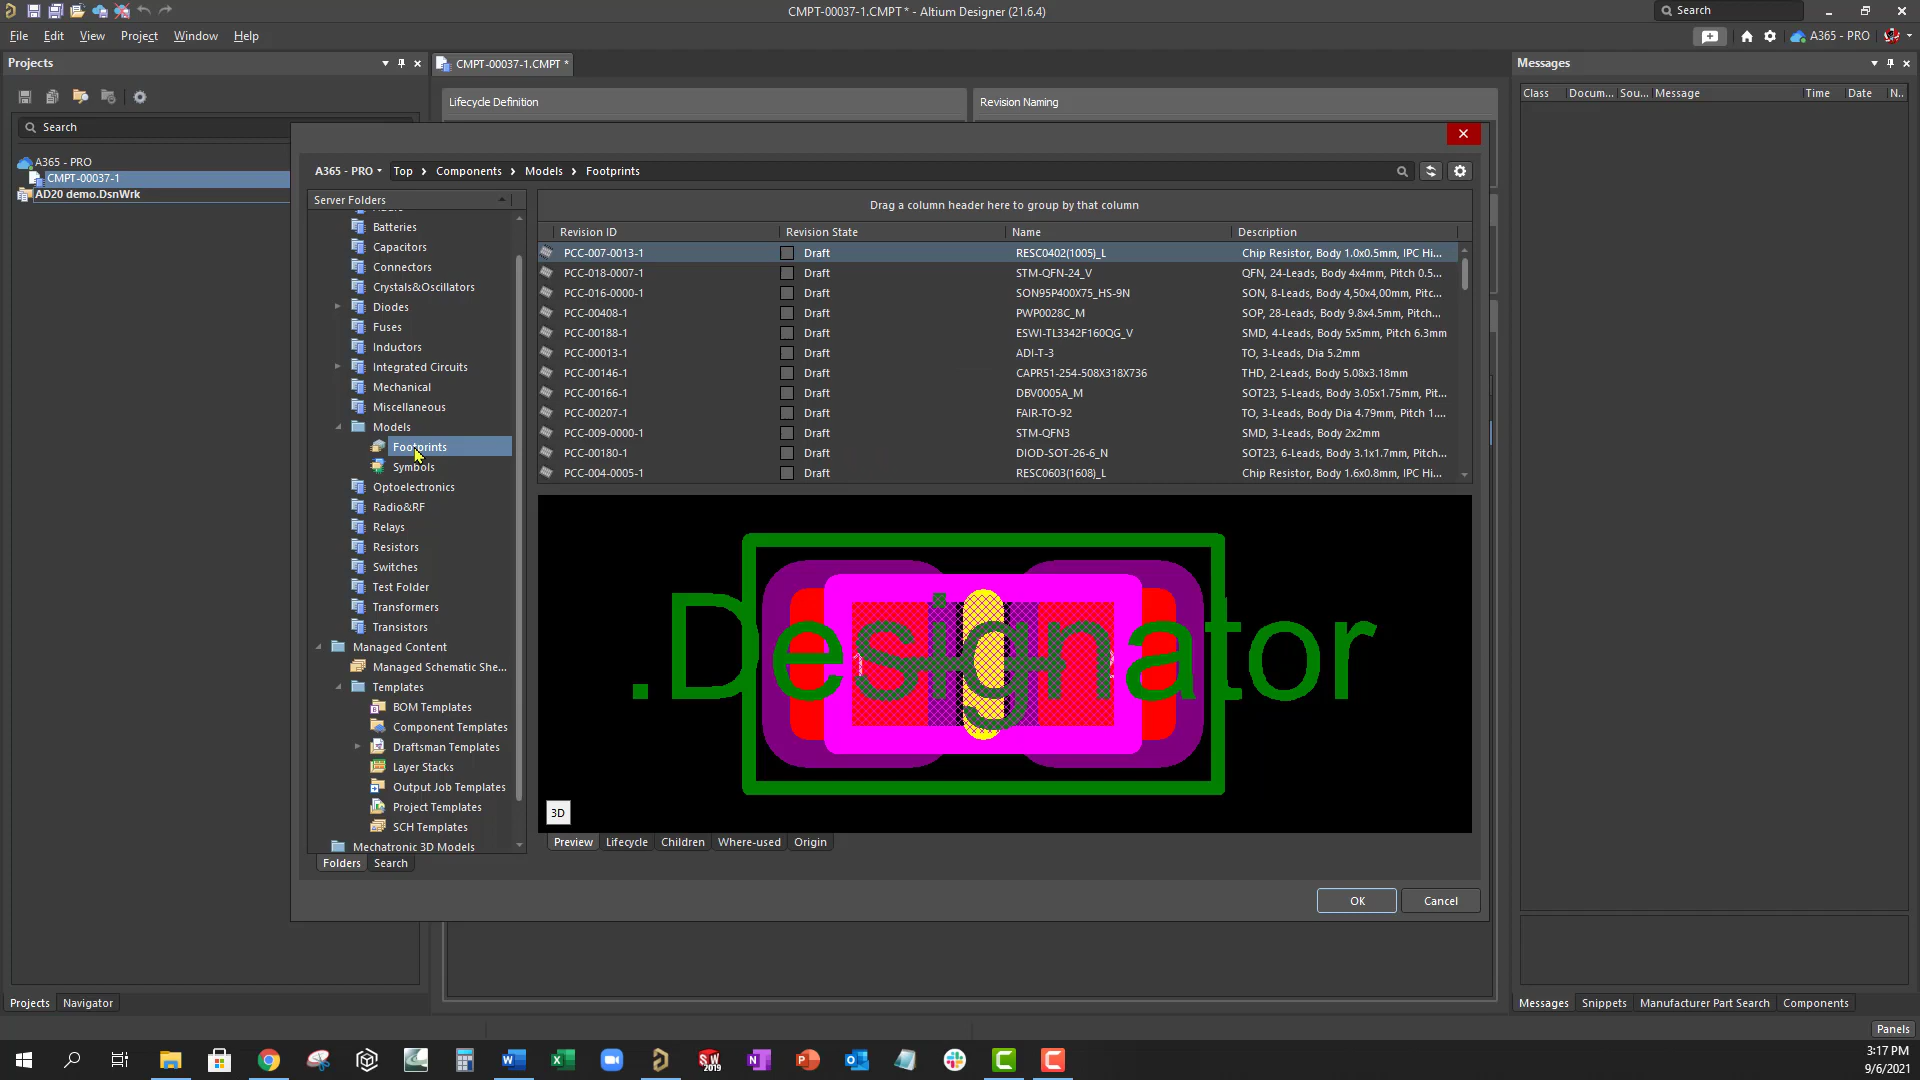 CMPT-00037-1.CMPT * - Altium Designer (21.6.4)
Search
File Edit View Project Window Help
A365 - PRO
Projects
CMPT-00037-1.CMPT *
Messages
Lifecycle Definition
Revision Naming
Class Docum... Sou... Message Time Date N..
Search
A365 - PRO
CMPT-00037-1
AD20 demo.DsnWrk
A365 - PRO Top Components Models Footprints
Server Folders
Batteries
Capacitors
Connectors
Crystals&Oscillators
Diodes
Fuses
Inductors
Integrated Circuits
Mechanical
Miscellaneous
Models
Footprints
Symbols
Optoelectronics
Radio&RF
Relays
Resistors
Switches
Test Folder
Transformers
Transistors
Managed Content
Managed Schematic She...
Templates
BOM Templates
Component Templates
Draftsman Templates
Layer Stacks
Output Job Templates
Project Templates
SCH Templates
Mechatronic 3D Models
Folders Search
Drag a column header here to group by that column
Revision ID Revision State Name Description
PCC-007-0013-1 Draft RESC0402(1005)_L Chip Resistor, Body 1.0x0.5mm, IPC Hi...
PCC-018-0007-1 Draft STM-QFN-24_V QFN, 24-Leads, Body 4x4mm, Pitch 0.5...
PCC-016-0000-1 Draft SON95P400X75_HS-9N SON, 8-Leads, Body 4,50x4,00mm, Pitc...
PCC-00408-1 Draft PWP0028C_M SOP, 28-Leads, Body 9.8x4.5mm, Pitch...
PCC-00188-1 Draft ESWI-TL3342F160QG_V SMD, 4-Leads, Body 5x5mm, Pitch 6.3mm
PCC-00013-1 Draft ADI-T-3 TO, 3-Leads, Dia 5.2mm
PCC-00146-1 Draft CAPR51-254-508X318X736 THD, 2-Leads, Body 5.08x3.18mm
PCC-00166-1 Draft DBV0005A_M SOT23, 5-Leads, Body 3.05x1.75mm, Pit...
PCC-00207-1 Draft FAIR-TO-92 TO, 3-Leads, Body Dia 4.79mm, Pitch 1....
PCC-009-0000-1 Draft STM-QFN3 SMD, 3-Leads, Body 2x2mm
PCC-00180-1 Draft DIOD-SOT-26-6_N SOT23, 6-Leads, Body 3.1x1.7mm, Pitc...
PCC-004-0005-1 Draft RESC0603(1608)_L Chip Resistor, Body 1.6x0.8mm, IPC Hi...
.Designator
3D
Preview Lifecycle Children Where-used Origin
OK Cancel
Projects Navigator
Messages Snippets Manufacturer Part Search Components
Panels
3:17 PM
9/6/2021